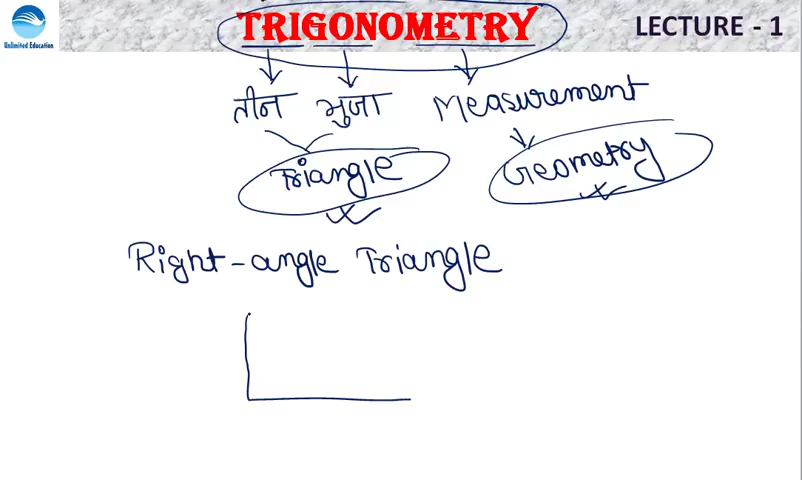 TRIGONOMETRY
LECTURE - 1
Unlimited Education
तीन भुजा Measurement
Triangle Geometry
Right-angle Triangle